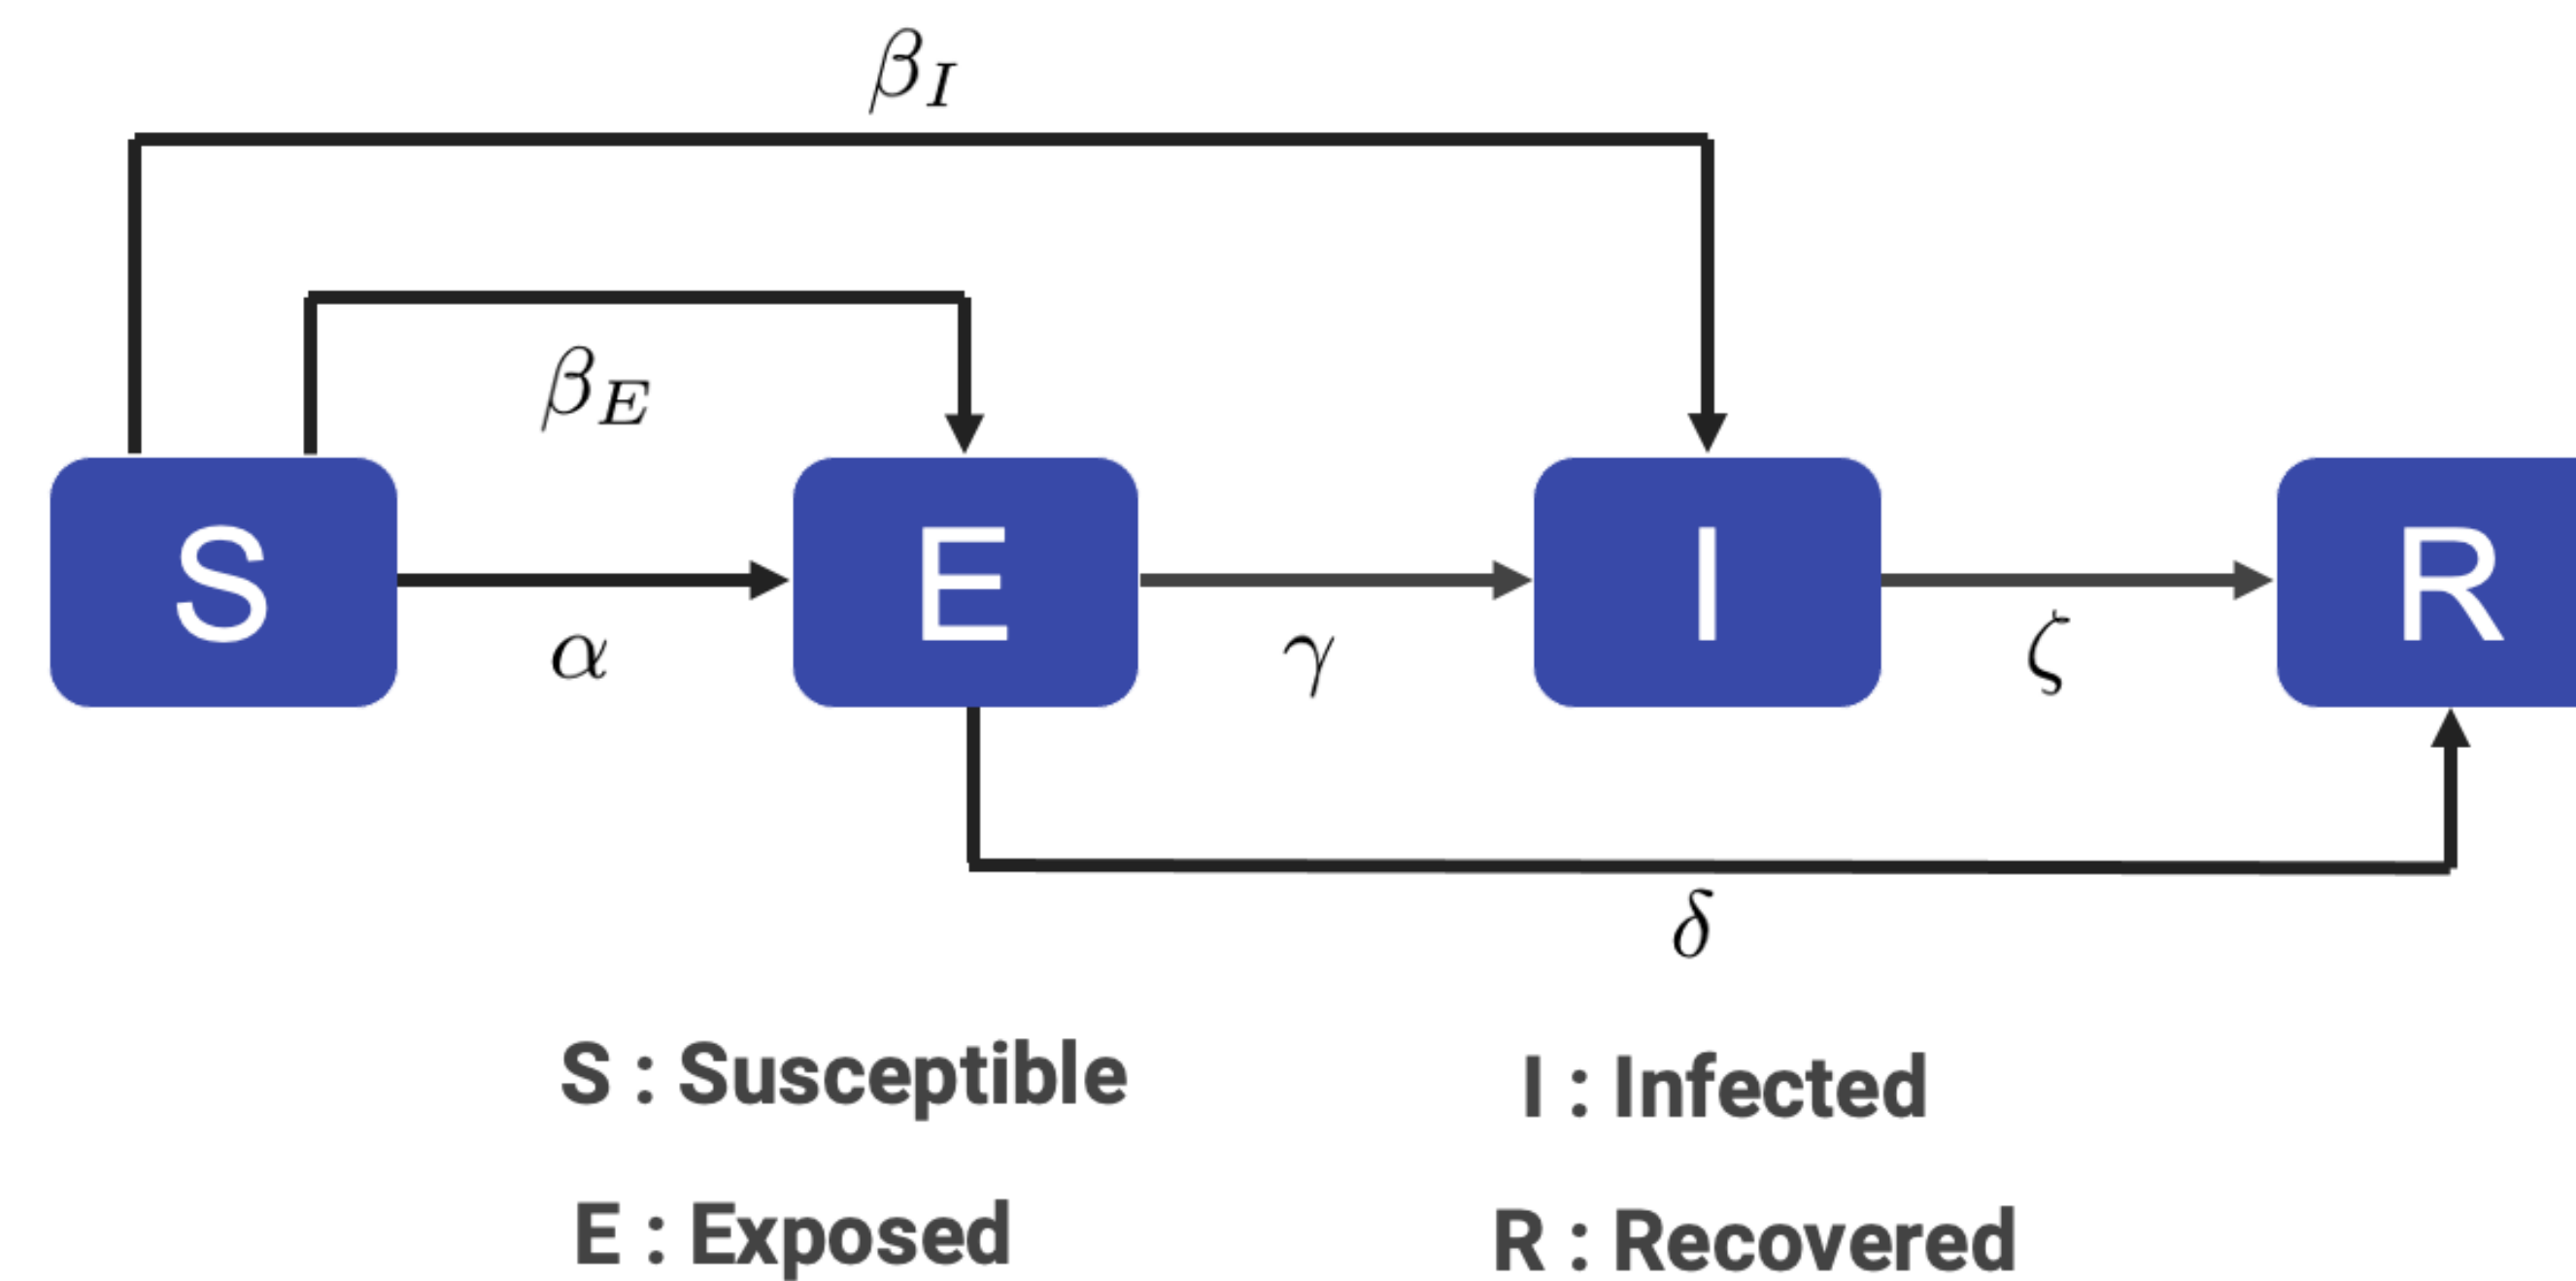 β_I
β_E
S E I R
α γ ζ
δ
S : Susceptible I : Infected
E : Exposed R : Recovered